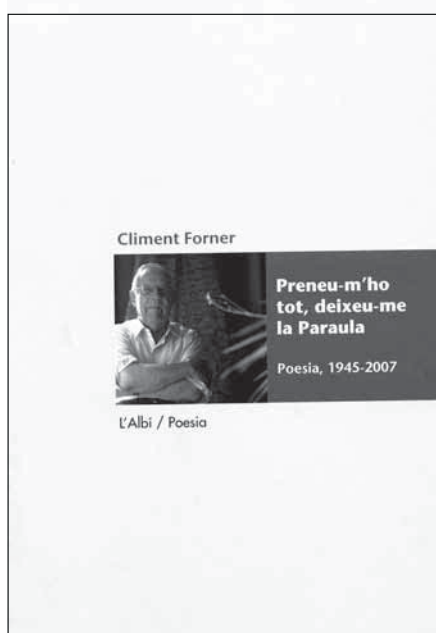 Climent Forner
Preneu-m'ho
tot, deixeu-me
la Paraula
Poesia, 1945-2007
L'Albí / Poesia